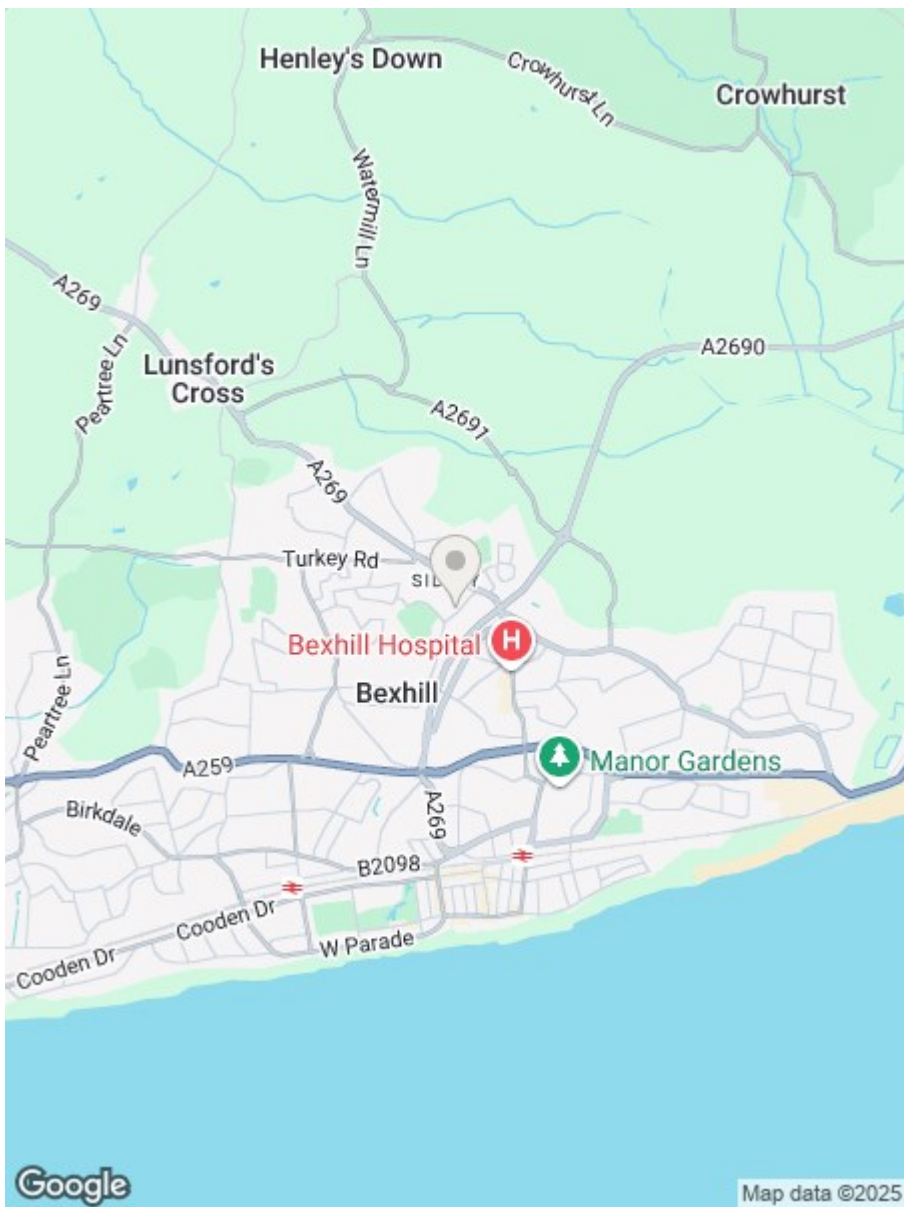 Henley's Down
Crowhurst Ln
Crowhurst
Watermill Ln
A269
A2690
Lunsford's
Cross
Peartree Ln
A2691
A269
Turkey Rd
Bexhill Hospital
H
Bexhill
Peartree Ln
A259
Manor Gardens
Birkdale
A269
B2098
Cooden Dr
W Parade
Cooden Dr
Google
Map data ©2025